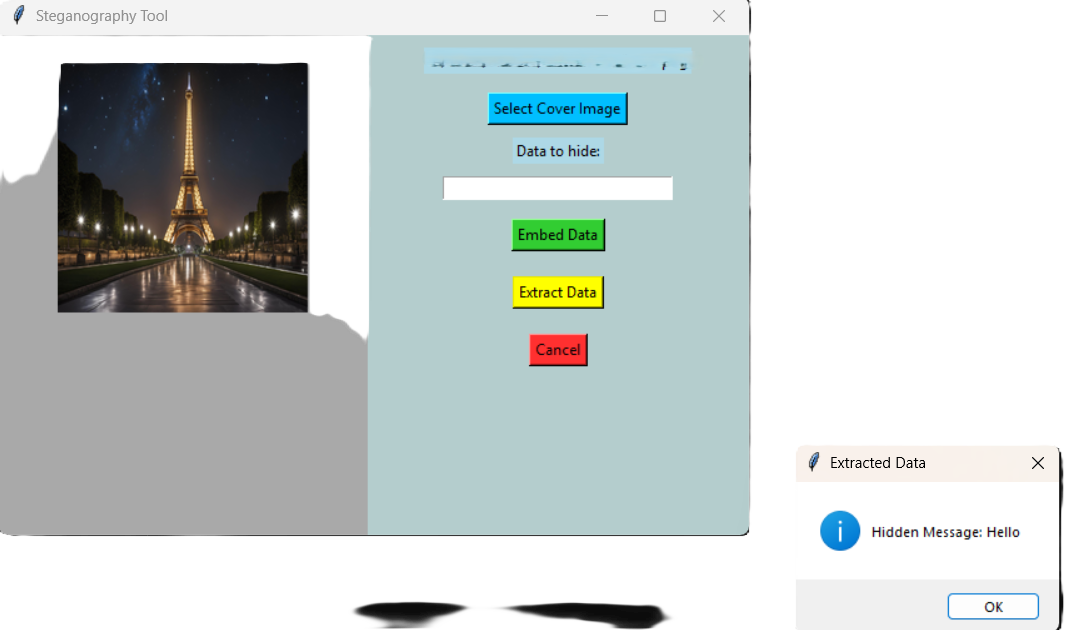 Steganography Tool
Select Cover Image
Data to hide:
Embed Data
Extract Data
Cancel
Extracted Data
Hidden Message: Hello
OK